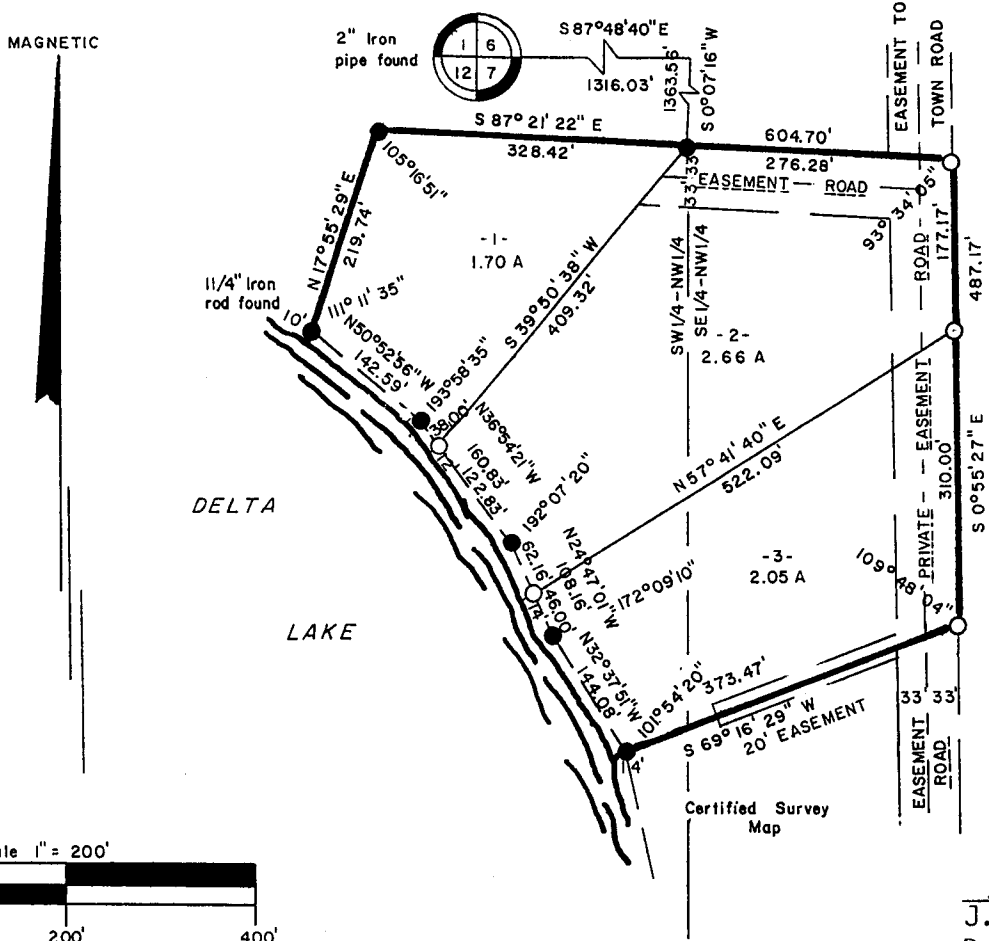 MAGNETIC
2" Iron
pipe found
1 6
12 7
S 87° 48' 40" E
1316.03'
1363.56'
S 0° 07' 16" W
EASEMENT TO
TOWN ROAD
S 87° 21' 22" E
328.42'
604.70'
276.28'
105° 16' 51"
33' 33'
EASEMENT ROAD
93° 34' 05"
N 17° 55' 29" E
219.74'
-1-
1.70 A
177.17'
487.17'
11/4" Iron
rod found
10'
111° 11' 35"
N50° 52' 56" W
142.59'
S 39° 50' 38" W
409.32'
SW1/4-NW1/4
SE1/4-NW1/4
-2-
2.66 A
193° 58' 35"
38.00'
12'
N36° 54' 21" W
160.83'
122.83'
N 57° 41' 40" E
522.09'
PRIVATE - EASEMENT - ROAD
310.00'
S 0° 55' 27" E
DELTA
LAKE
192° 07' 20"
62.16'
N24° 47' 01" W
108.16'
46.00'
14'
172° 09' 10"
-3-
2.05 A
109° 48' 04"
N32° 37' 51" W
144.08'
101° 54' 20"
373.47'
S 69° 16' 29" W
20' EASEMENT
33' 33'
EASEMENT
ROAD
Certified Survey
Map
1" = 200'
200'
400'
J.